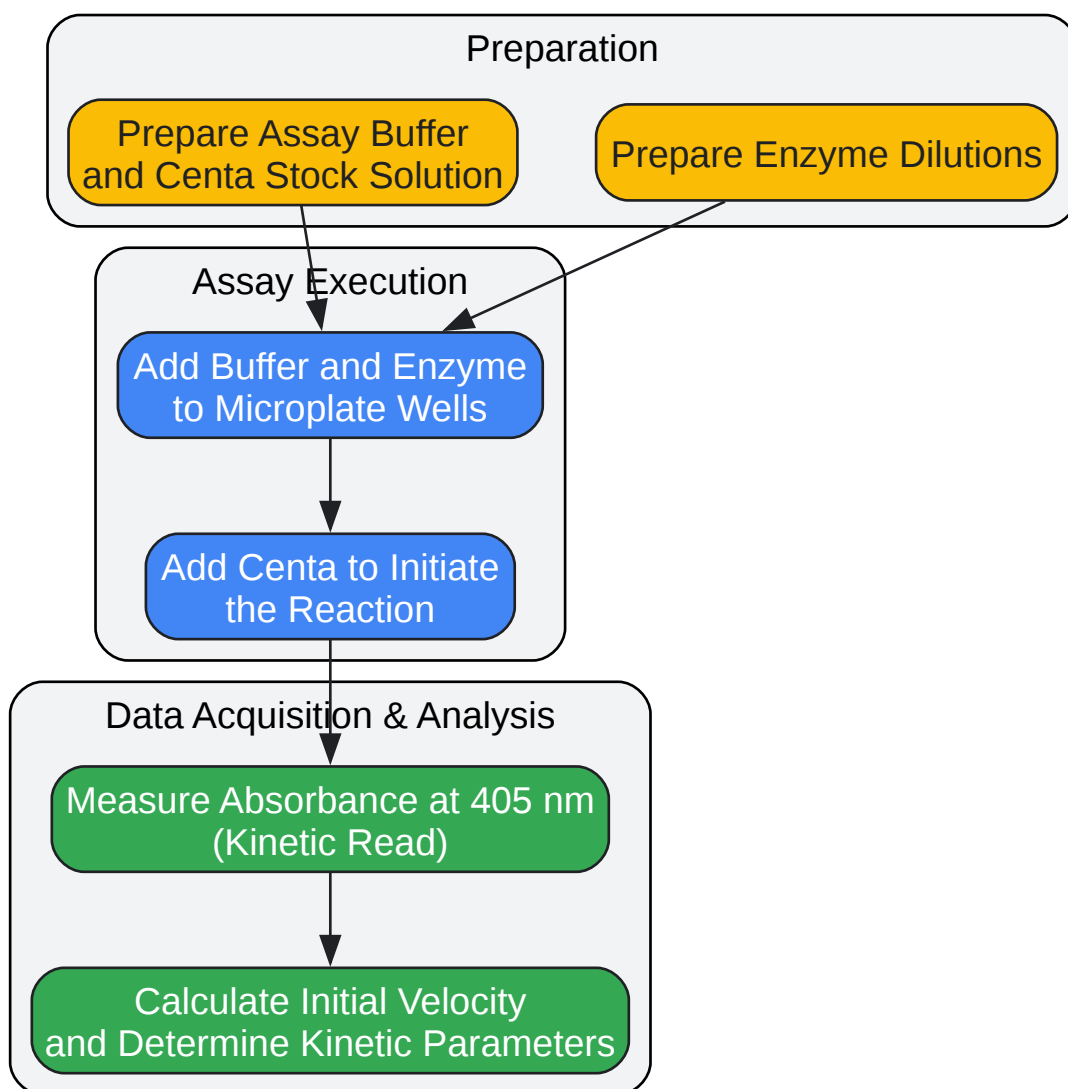 Preparation
Prepare Assay Buffer
and Centa Stock Solution
Prepare Enzyme Dilutions
Assay Execution
Add Buffer and Enzyme
to Microplate Wells
Add Centa to Initiate
the Reaction
Data Acquisition & Analysis
Measure Absorbance at 405 nm
(Kinetic Read)
Calculate Initial Velocity
and Determine Kinetic Parameters